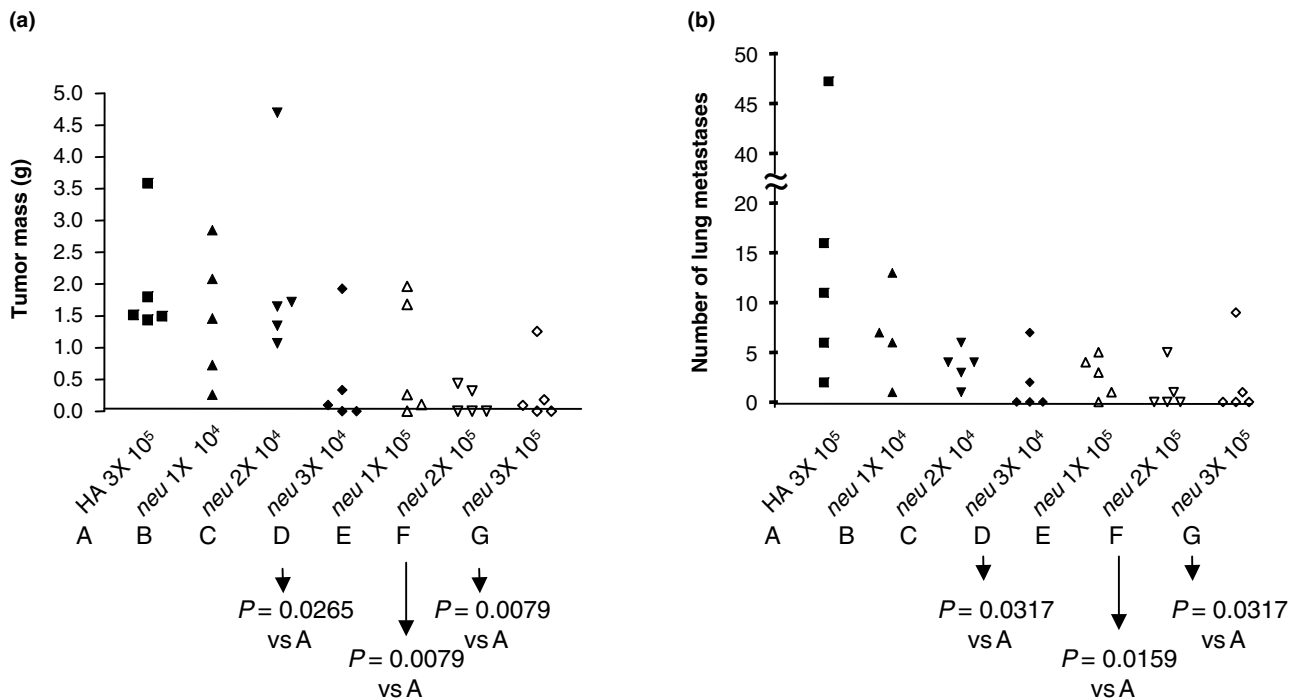 (a)
Tumor mass (g)
5.0
4.5
4.0
3.5
3.0
2.5
2.0
1.5
1.0
0.5
0.0
HA 3X 10⁵
neu 1X 10⁴
neu 2X 10⁴
neu 3X 10⁴
neu 1X 10⁵
neu 2X 10⁵
neu 3X 10⁵
A B C D E F G
P = 0.0265
vs A
P = 0.0079
vs A
P = 0.0079
vs A
(b)
Number of lung metastases
50
45
40
20
15
10
5
0
HA 3X 10⁵
neu 1X 10⁴
neu 2X 10⁴
neu 3X 10⁴
neu 1X 10⁵
neu 2X 10⁵
neu 3X 10⁵
A B C D E F G
P = 0.0317
vs A
P = 0.0159
vs A
P = 0.0317
vs A